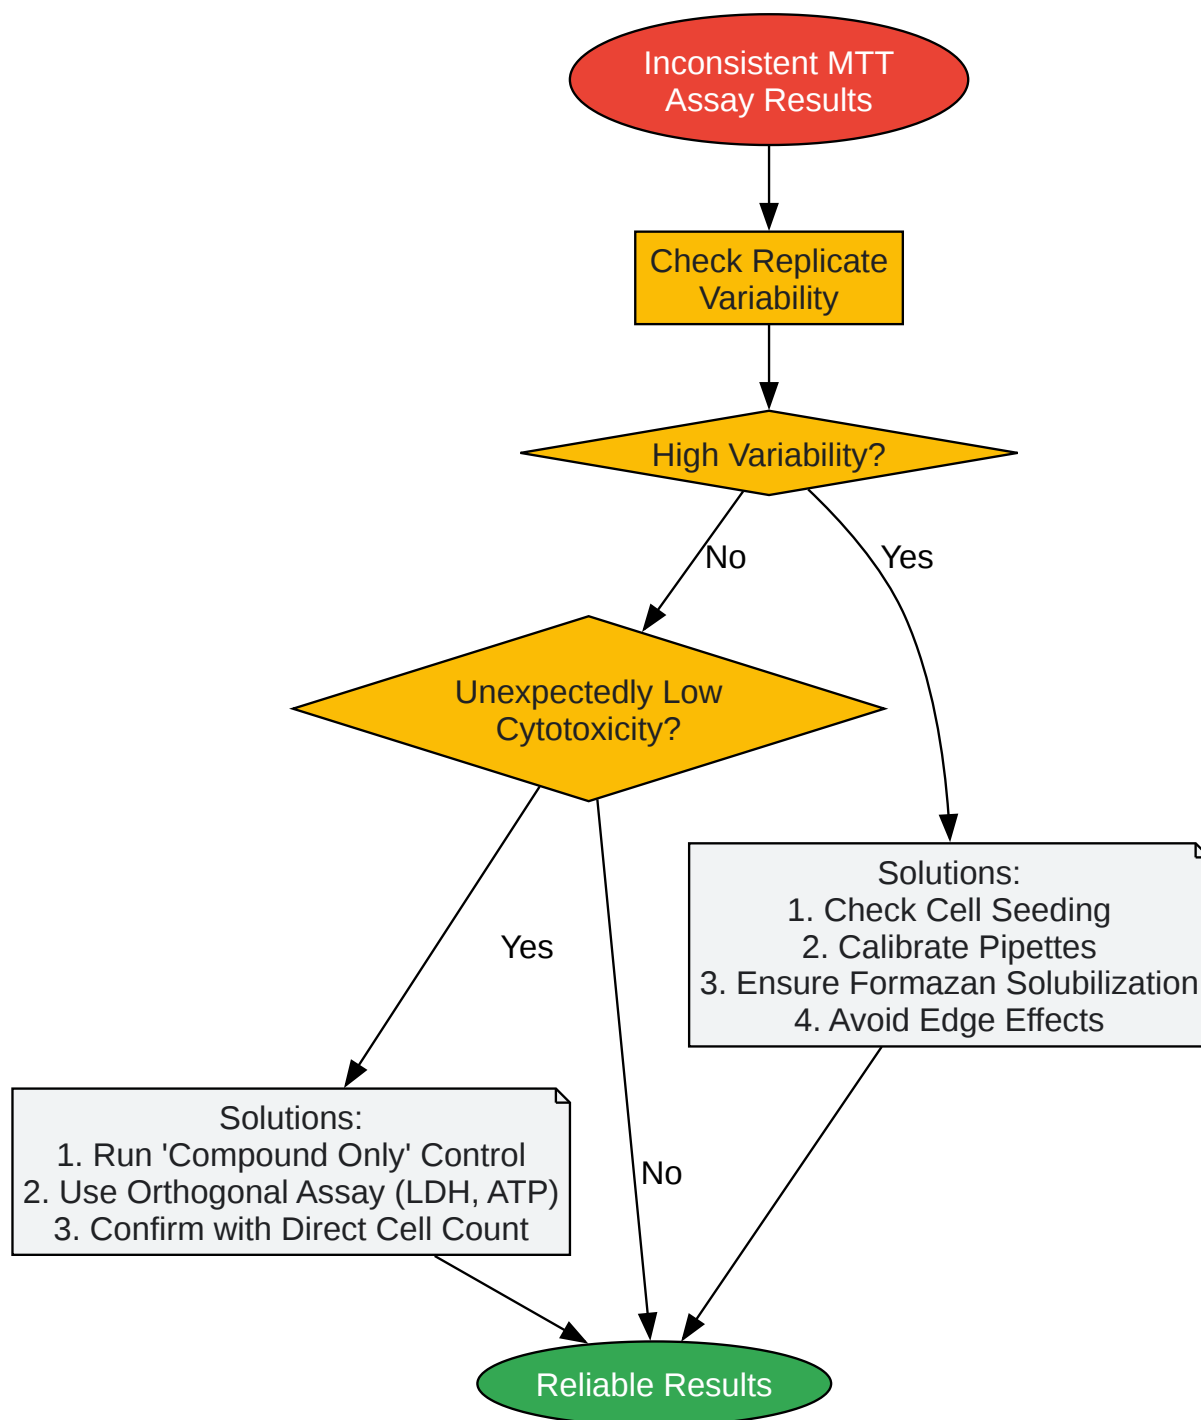 Inconsistent MTT
Assay Results
Check Replicate
Variability
High Variability?
No
Yes
Unexpectedly Low
Cytotoxicity?
Solutions:
1. Check Cell Seeding
2. Calibrate Pipettes
3. Ensure Formazan Solubilization
4. Avoid Edge Effects
Yes
Solutions:
1. Run 'Compound Only' Control
2. Use Orthogonal Assay (LDH, ATP)
3. Confirm with Direct Cell Count
No
Reliable Results